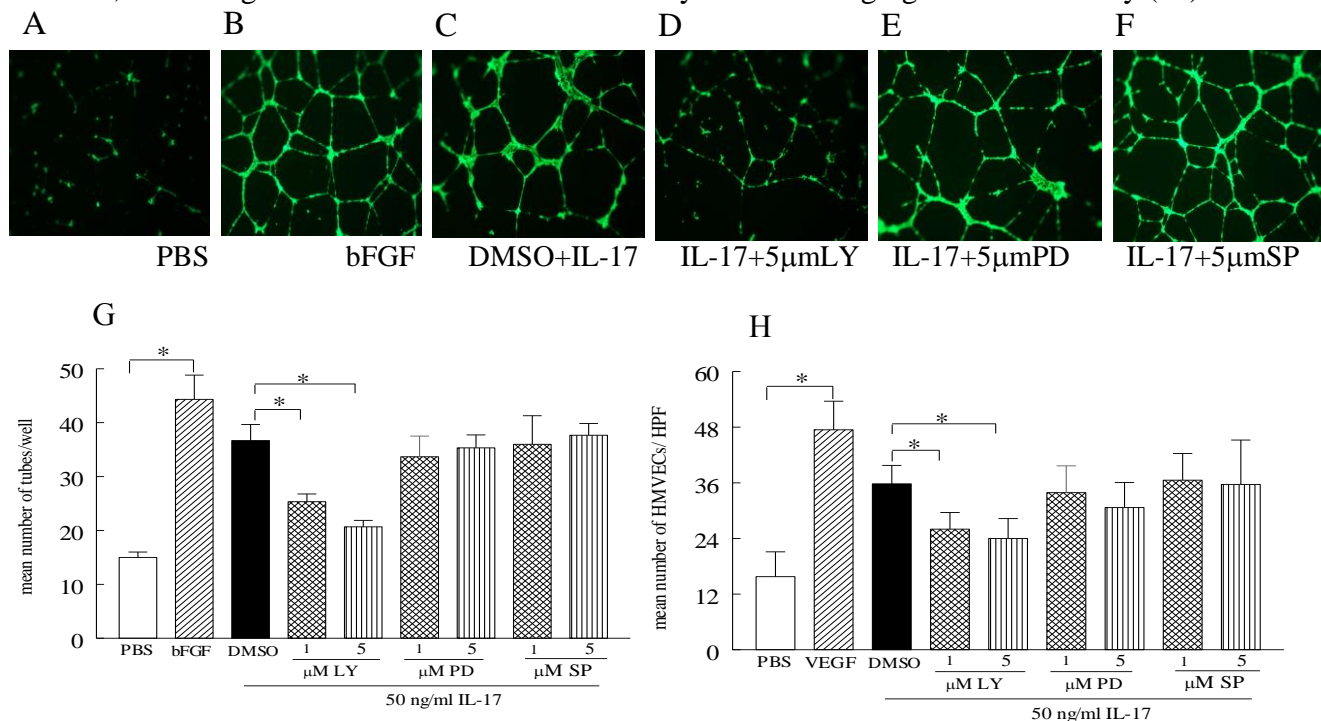 A B C D E F
PBS bFGF DMSO+IL-17 IL-17+5μmLY IL-17+5μmPD IL-17+5μmSP
G
mean number of tubes/well
50
40
30
20
10
0
* * *
PBS bFGF DMSO 1 5 1 5 1 5
μM LY μM PD μM SP
50 ng/ml IL-17
H
mean number of HMVECs/ HPF
60
48
36
24
12
0
* * *
PBS VEGF DMSO 1 5 1 5 1 5
μM LY μM PD μM SP
50 ng/ml IL-17